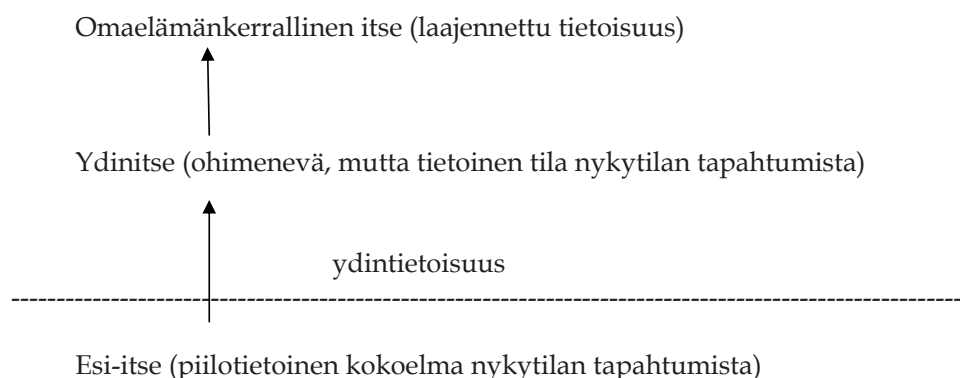 Omaelämänkerrallinen itse (laajennettu tietoisuus)
Ydinitse (ohimenevä, mutta tietoinen tila nykytilan tapahtumista)
ydintietoisuus
Esi-itse (piilotietoinen kokoelma nykytilan tapahtumista)